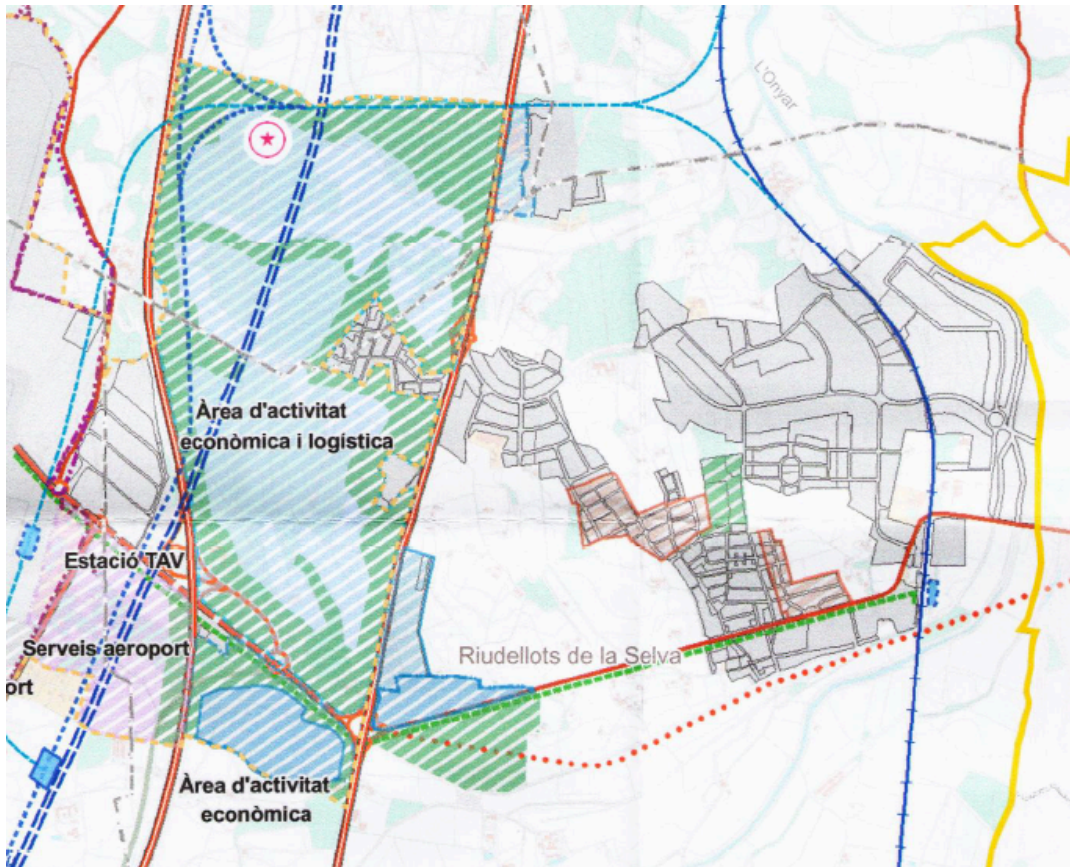 L'Onyar
Àrea d'activitat
econòmica i logística
Estació TAV
Serveis aeroport
ort
Riudellots de la Selva
Àrea d'activitat
econòmica